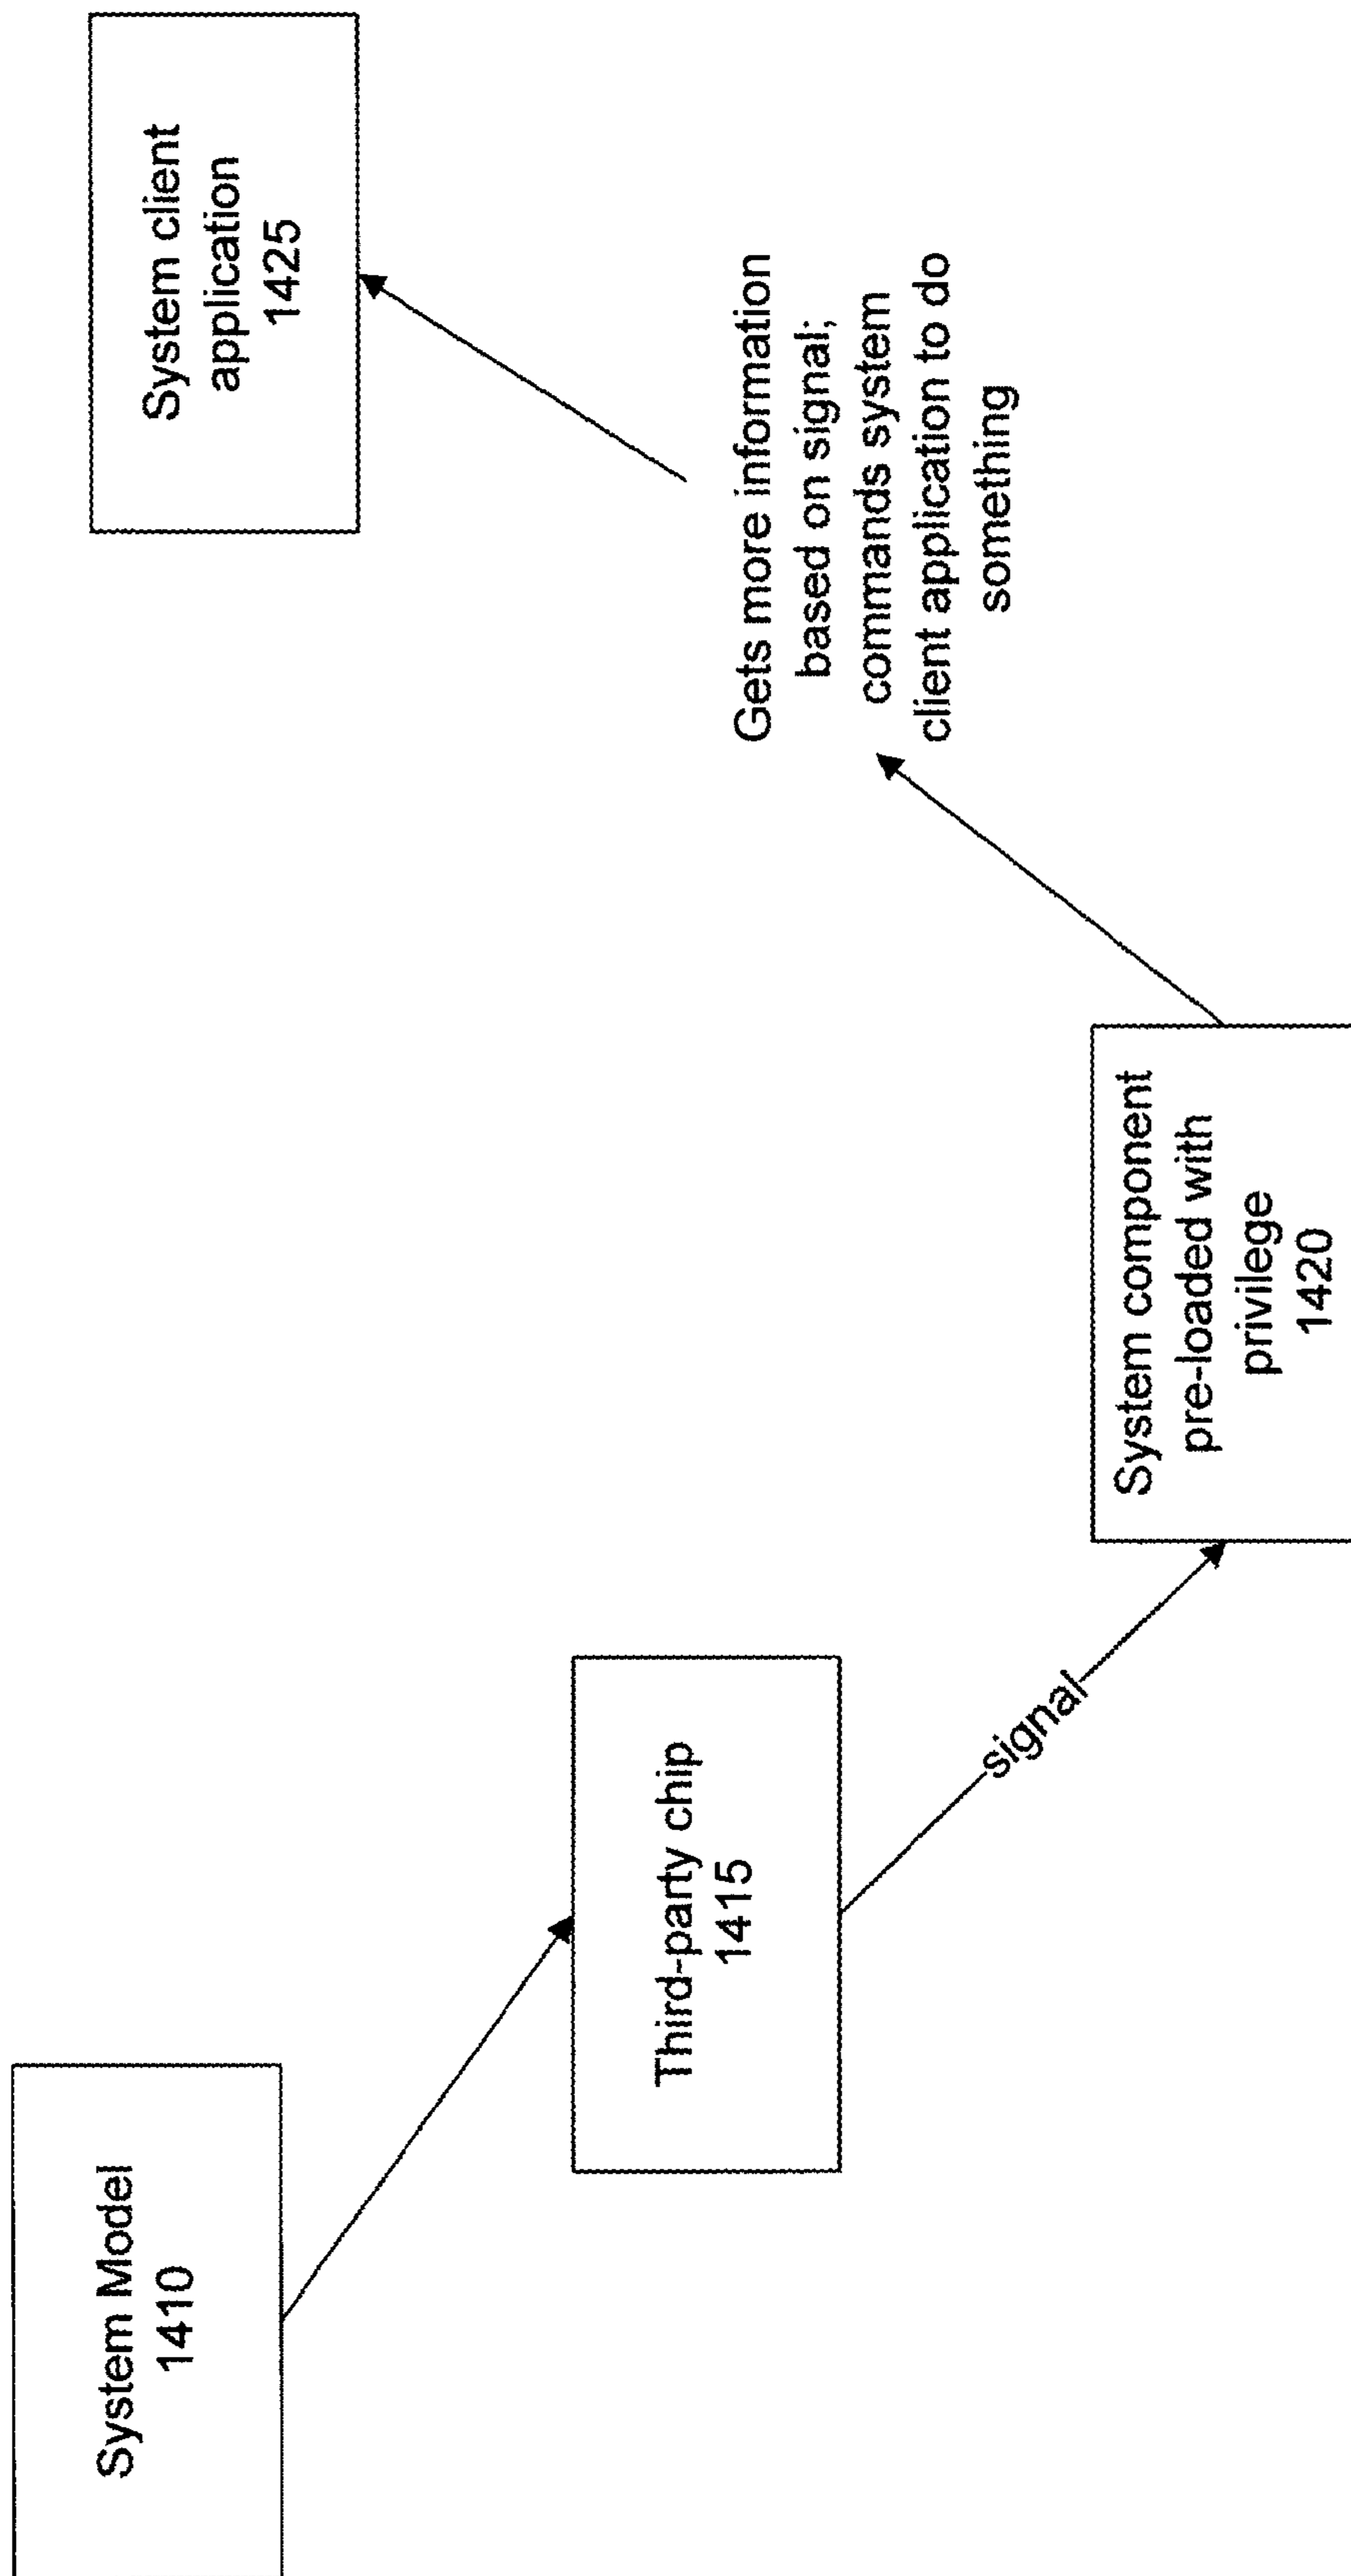 System Model
1410
Third-party chip
1415
signal
System component
pre-loaded with
privilege
1420
Gets more information
based on signal;
commands system
client application to do
something
System client
application
1425